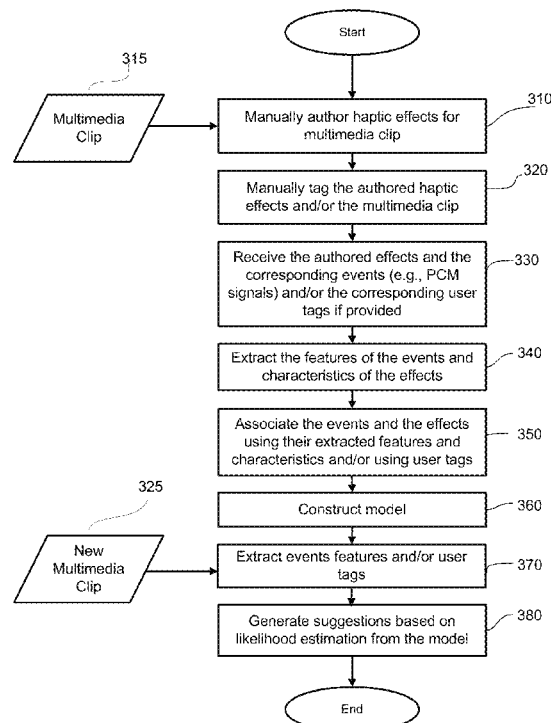 Start
315
Multimedia
Clip
310
Manually author haptic effects for
multimedia clip
320
Manually tag the authored haptic
effects and/or the multimedia clip
330
Receive the authored effects and the
corresponding events (e.g., PCM
signals) and/or the corresponding user
tags if provided
340
Extract the features of the events and
characteristics of the effects
350
Associate the events and the effects
using their extracted features and
characteristics and/or using user tags
360
Construct model
325
New
Multimedia
Clip
370
Extract events features and/or user
tags
380
Generate suggestions based on
likelihood estimation from the model
End